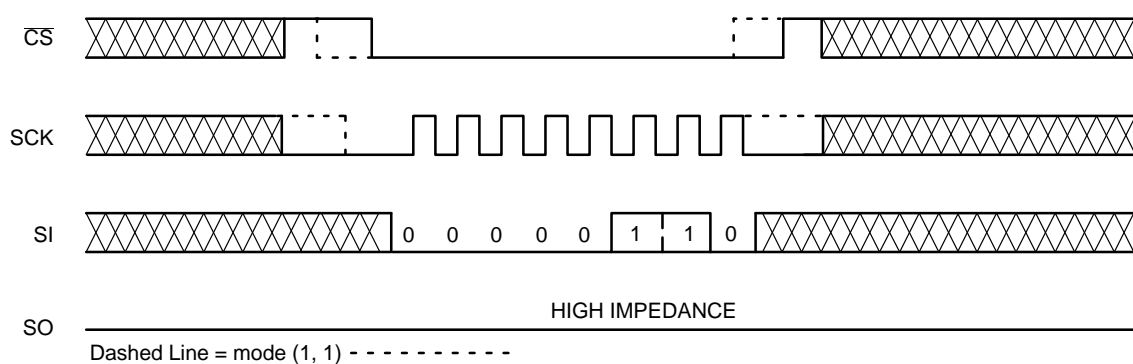 CS
SCK
SI 0 0 0 0 0 1 1 0
HIGH IMPEDANCE
SO
Dashed Line = mode (1, 1)